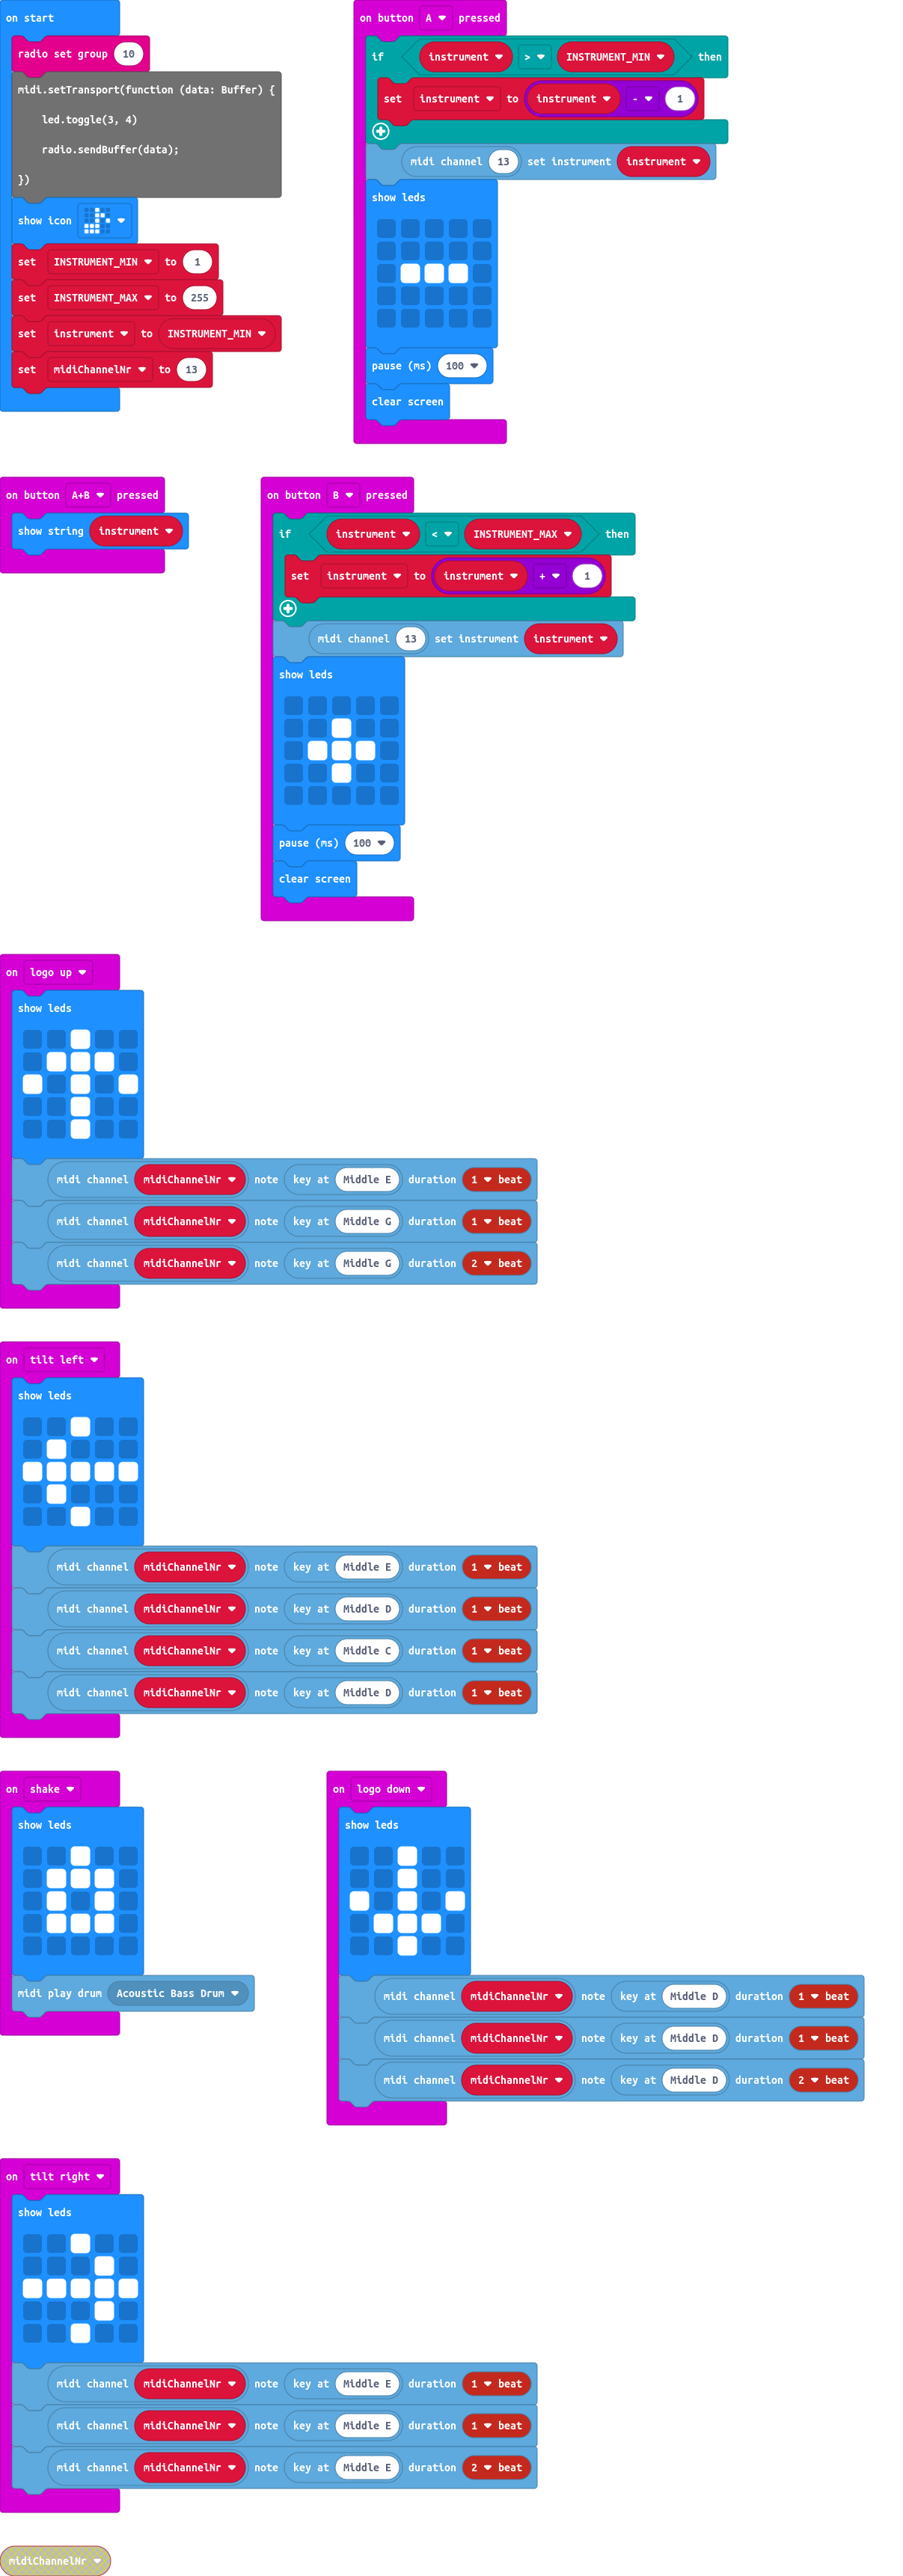 on start
radio set group 10
midi.setTransport(function (data: Buffer) {
led.toggle(3, 4)
radio.sendBuffer(data);
})
show icon
set INSTRUMENT_MIN to 1
set INSTRUMENT_MAX to 255
set instrument to INSTRUMENT_MIN
set midiChannelNr to 13
on button A pressed
if instrument > INSTRUMENT_MIN then
set instrument to instrument - 1
midi channel 13 set instrument instrument
show leds
pause (ms) 100
clear screen
on button A+B pressed
show string instrument
on button B pressed
if instrument < INSTRUMENT_MAX then
set instrument to instrument + 1
midi channel 13 set instrument instrument
show leds
pause (ms) 100
clear screen
on logo up
show leds
midi channel midiChannelNr note key at Middle E duration 1 beat
midi channel midiChannelNr note key at Middle G duration 1 beat
midi channel midiChannelNr note key at Middle G duration 2 beat
on tilt left
show leds
midi channel midiChannelNr note key at Middle E duration 1 beat
midi channel midiChannelNr note key at Middle D duration 1 beat
midi channel midiChannelNr note key at Middle C duration 1 beat
midi channel midiChannelNr note key at Middle D duration 1 beat
on shake
show leds
midi play drum Acoustic Bass Drum
on logo down
show leds
midi channel midiChannelNr note key at Middle D duration 1 beat
midi channel midiChannelNr note key at Middle D duration 1 beat
midi channel midiChannelNr note key at Middle D duration 2 beat
on tilt right
show leds
midi channel midiChannelNr note key at Middle E duration 1 beat
midi channel midiChannelNr note key at Middle E duration 1 beat
midi channel midiChannelNr note key at Middle E duration 2 beat
midiChannelNr